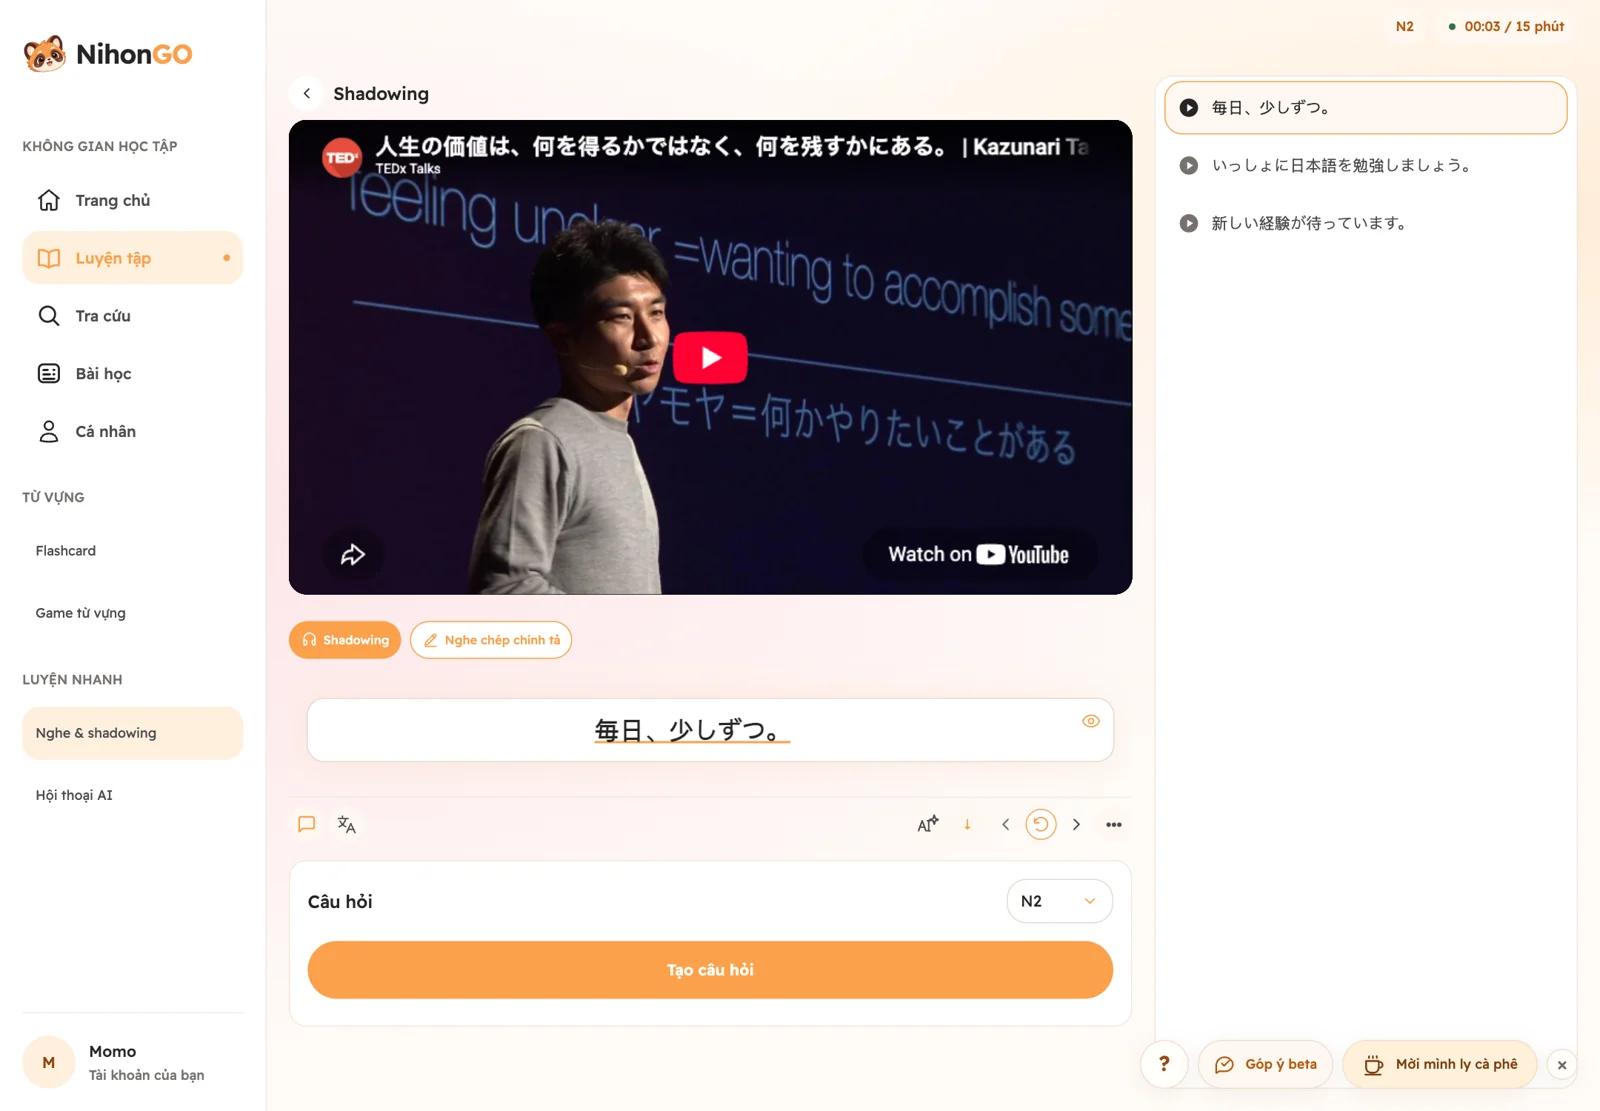 NihonGO
KHÔNG GIAN HỌC TẬP
Trang chủ
Luyện tập
Tra cứu
Bài học
Cá nhân
TỪ VỰNG
Flashcard
Game từ vựng
LUYỆN NHANH
Nghe & shadowing
Hội thoại AI
M
Momo
Tài khoản của bạn
N2
00:03 / 15 phút
Shadowing
TEDx
人生の価値は、何を得るかではなく、何を残すかにある。 | Kazunari Ta
TEDx Talks
feeling under
=wanting to accomplish some
ヤモヤ=何かやりたいことがある
Watch on YouTube
Shadowing
Nghe chép chính tả
毎日、少しずつ。
文A
AI
Câu hỏi
N2
Tạo câu hỏi
毎日、少しずつ。
いっしょに日本語を勉強しましょう。
新しい経験が待っています。
?
Góp ý beta
Mời mình ly cà phê